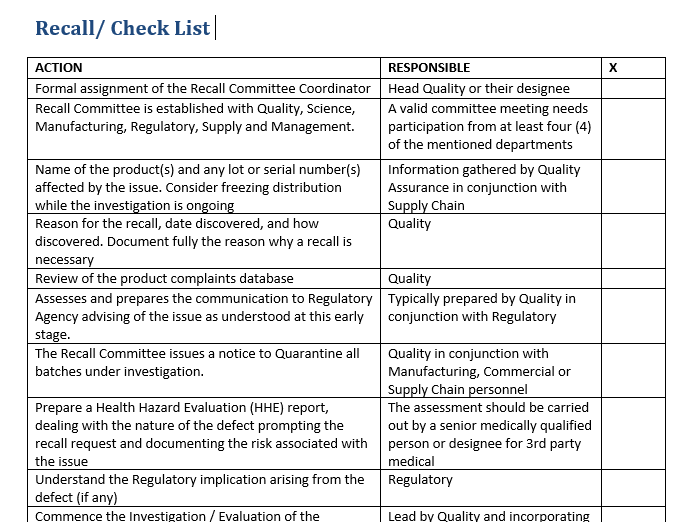 Recall/ Check List
ACTION RESPONSIBLE X
Formal assignment of the Recall Committee Coordinator Head Quality or their designee
Recall Committee is established with Quality, Science,
Manufacturing, Regulatory, Supply and Management.
A valid committee meeting needs
participation from at least four (4)
of the mentioned departments
Name of the product(s) and any lot or serial number(s)
affected by the issue. Consider freezing distribution
while the investigation is ongoing
Information gathered by Quality
Assurance in conjunction with
Supply Chain
Reason for the recall, date discovered, and how
discovered. Document fully the reason why a recall is
necessary
Quality
Review of the product complaints database Quality
Assesses and prepares the communication to Regulatory
Agency advising of the issue as understood at this early
stage.
Typically prepared by Quality in
conjunction with Regulatory
The Recall Committee issues a notice to Quarantine all
batches under investigation.
Quality in conjunction with
Manufacturing, Commercial or
Supply Chain personnel
Prepare a Health Hazard Evaluation (HHE) report,
dealing with the nature of the defect prompting the
recall request and documenting the risk associated with
the issue
The assessment should be carried
out by a senior medically qualified
person or designee for 3rd party
medical
Understand the Regulatory implication arising from the
defect (if any)
Regulatory
Commence the Investigation / Evaluation of the
Lead by Quality and incorporating